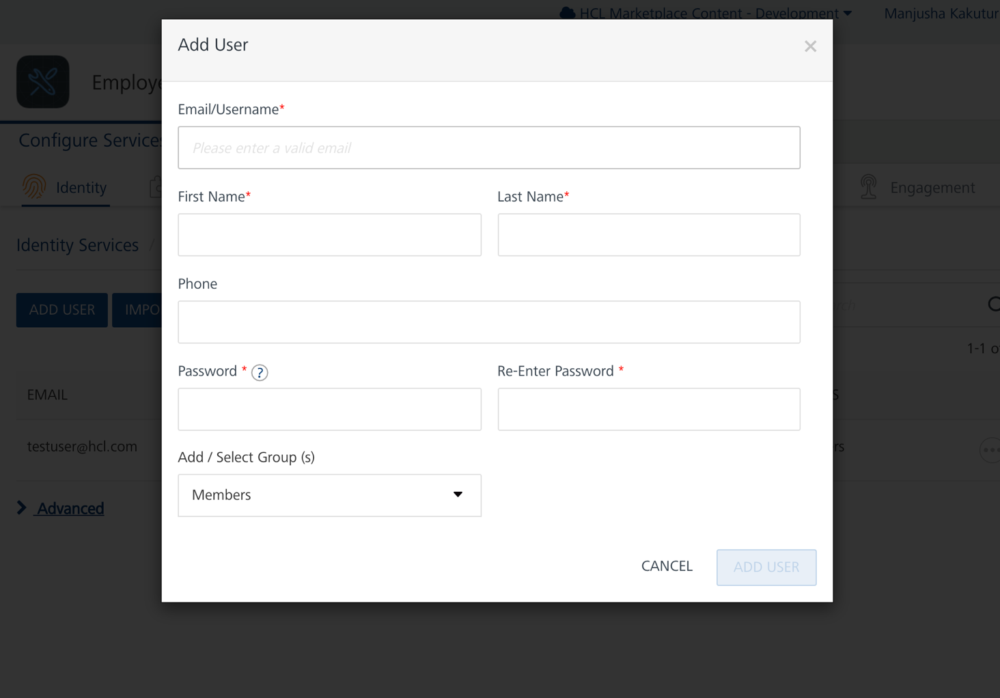 HCL Marketplace Content - Development
Manjusha Kakutur
Add User
Employe
Email/Username*
Configure Services
Please enter a valid email
Identity
First Name*
Last Name*
Engagement
Identity Services /
Phone
ADD USER
IMPO
rch
1-1 o
Password * ?
Re-Enter Password *
EMAIL
S
testuser@hcl.com
rs
Add / Select Group (s)
Members
Advanced
CANCEL
ADD USER